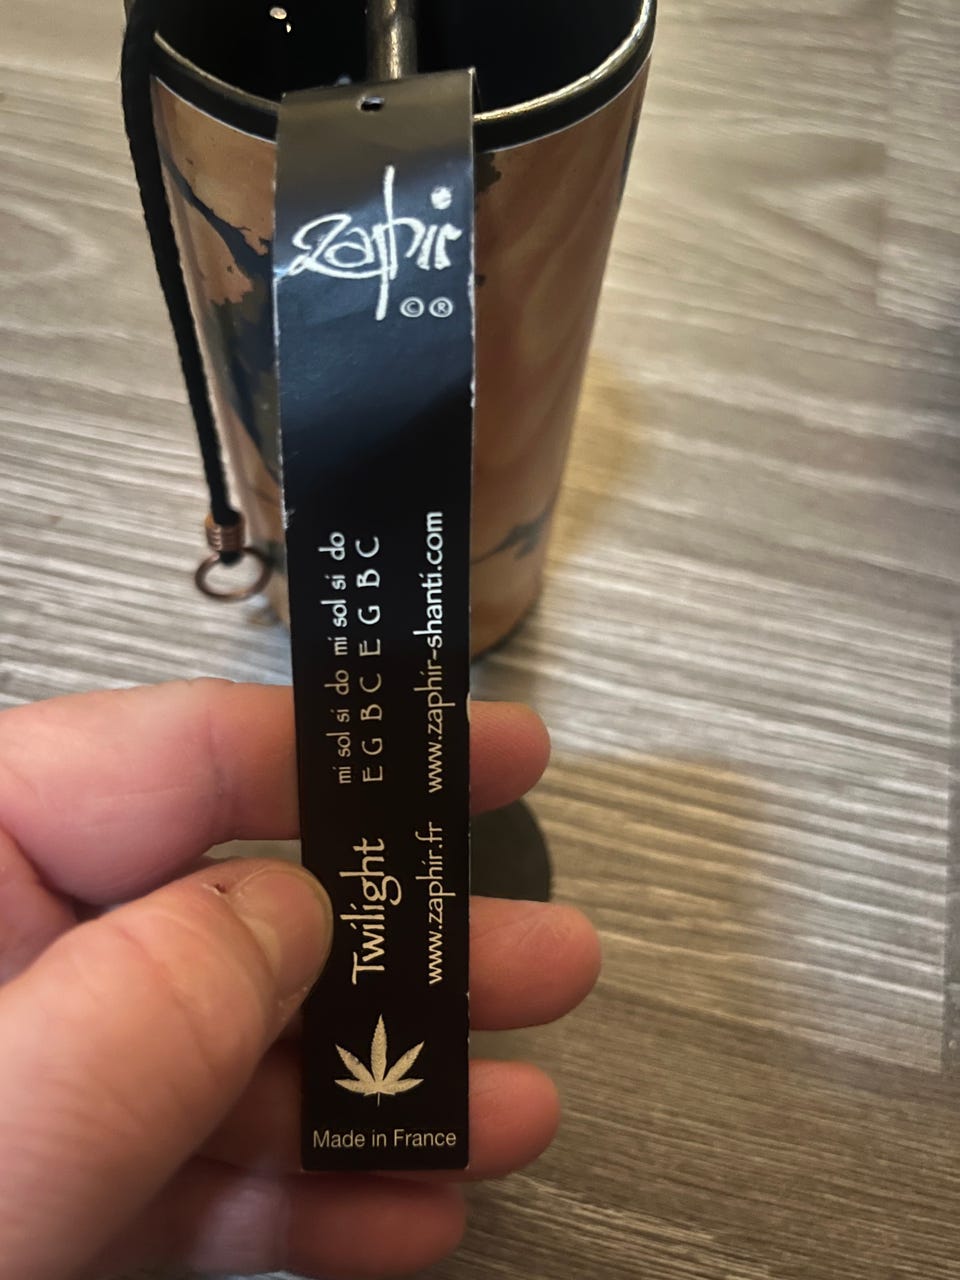 Zaphir
© ®
mi sol si do mi sol si do
E G B C E G B C
Twilight
www.zaphir.fr www.zaphir-shanti.com
Made in France